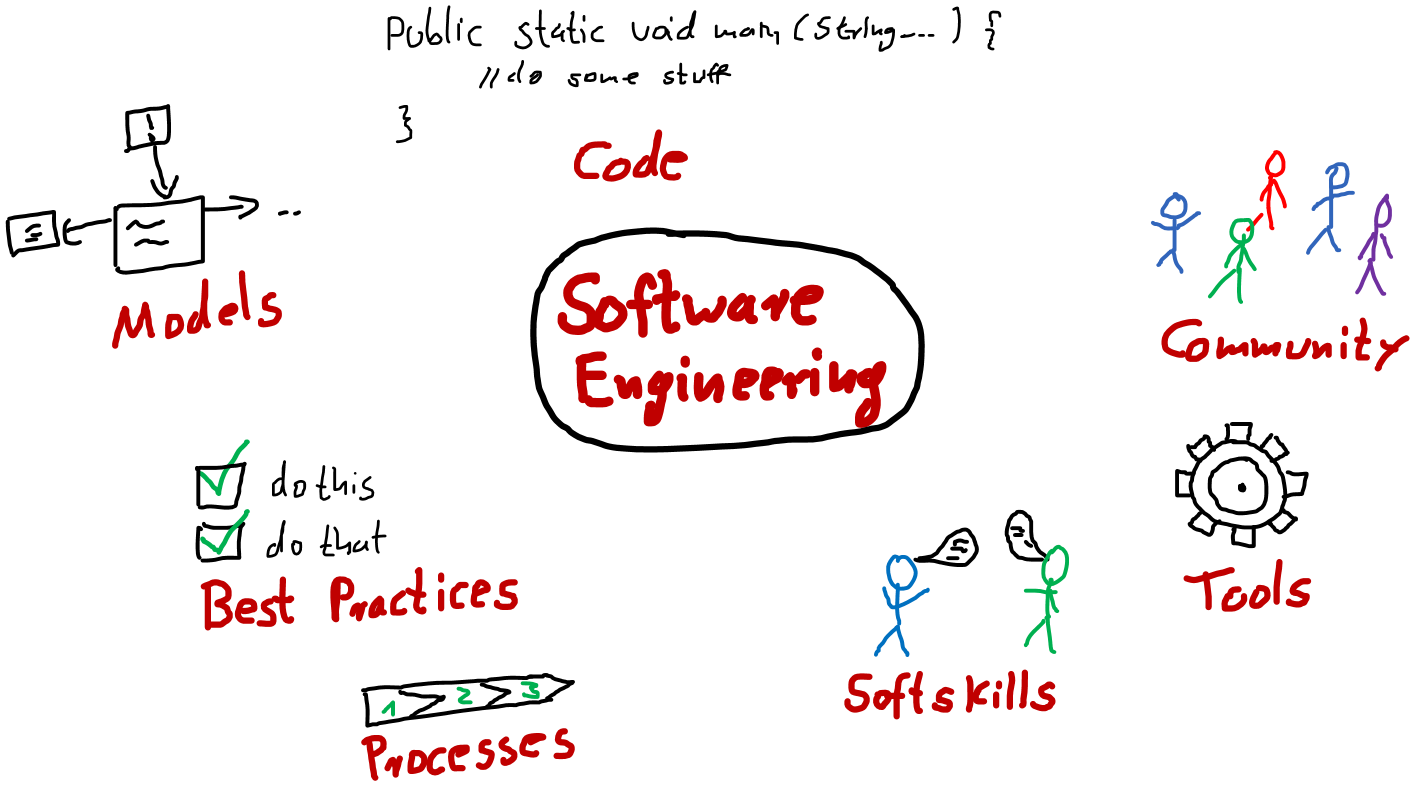 Public static void main (String...) {
//do some stuff
}
Code
!
...
Models
Software
Engineering
Community
do this
do that
Best Practices
Tools
Softskills
1 2 3
Processes